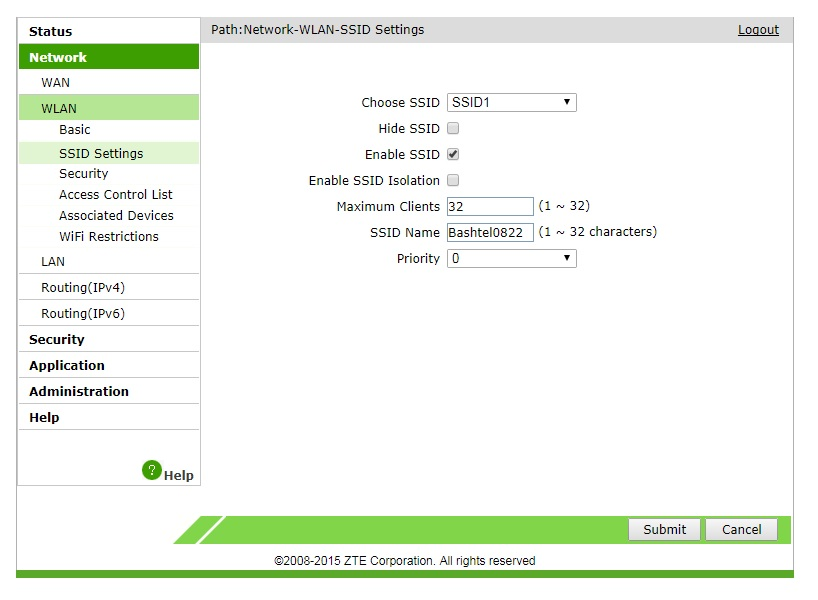 Status
Network
WAN
WLAN
Basic
SSID Settings
Security
Access Control List
Associated Devices
WiFi Restrictions
LAN
Routing(IPv4)
Routing(IPv6)
Security
Application
Administration
Help
? Help
Path:Network-WLAN-SSID Settings Logout
Choose SSID SSID1
Hide SSID
Enable SSID
Enable SSID Isolation
Maximum Clients 32 (1 ~ 32)
SSID Name Bashtel0822 (1 ~ 32 characters)
Priority 0
Submit Cancel
©2008-2015 ZTE Corporation. All rights reserved